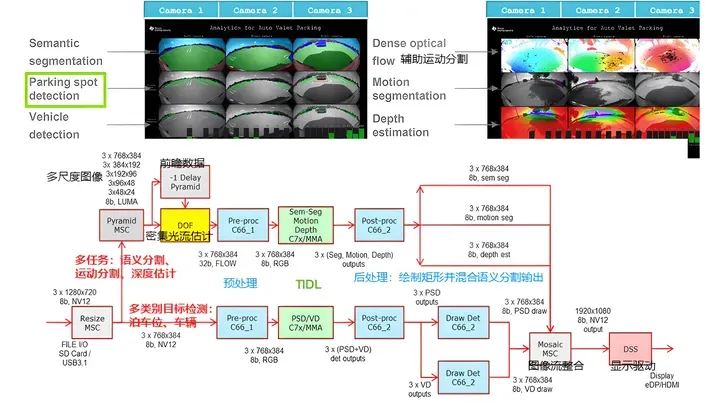 Camera 1
Camera 2
Camera 3
Camera 1
Camera 2
Camera 3
Analytics for Auto Valet Parking
Analytics for Auto Valet Parking
Semantic
segmentation
Parking spot
detection
Vehicle
detection
Dense optical
flow 辅助运动分割
Motion
segmentation
Depth
estimation
3 x 768x384
3x 384x192
3x192x96
3x96x48
3x48x24
8b, LUMA
多尺度图像
前瞻数据
-1 Delay
Pyramid
Pyramid
MSC
DOF
密集光流估计
Pre-proc
C66_1
Sem-Seg
Motion
Depth
C7x/MMA
Post-proc
C66_2
3 x 768x384
8b, sem seg
3 x 768x384
8b, motion seg
3 x 768x384
8b, depth est
3 x 768x384
32b, FLOW
3 x 768x384
8b, RGB
3 x (Seg, Motion, Depth)
outputs
多任务：语义分割、
运动分割、深度估计
预处理
TIDL
后处理：绘制矩形并混合语义分割输出
3 x 1280x720
8b, NV12
多类别目标检测：
泊车位、车辆
Resize
MSC
FILE I/O
SD Card /
USB3.1
3 x 768x384
8b, NV12
Pre-proc
C66_1
3 x 768x384
8b, RGB
PSD/VD
C7x/MMA
3 x (PSD+VD)
det outputs
Post-proc
C66_2
3 x PSD
outputs
Draw Det
C66_2
3 x 768x384
8b, PSD draw
3 x VD
outputs
Draw Det
C66_2
3 x 768x384
8b, VD draw
Mosaic
MSC
图像流整合
1920x1080
8b, NV12
output
DSS
显示驱动
Display
eDP/HDMI